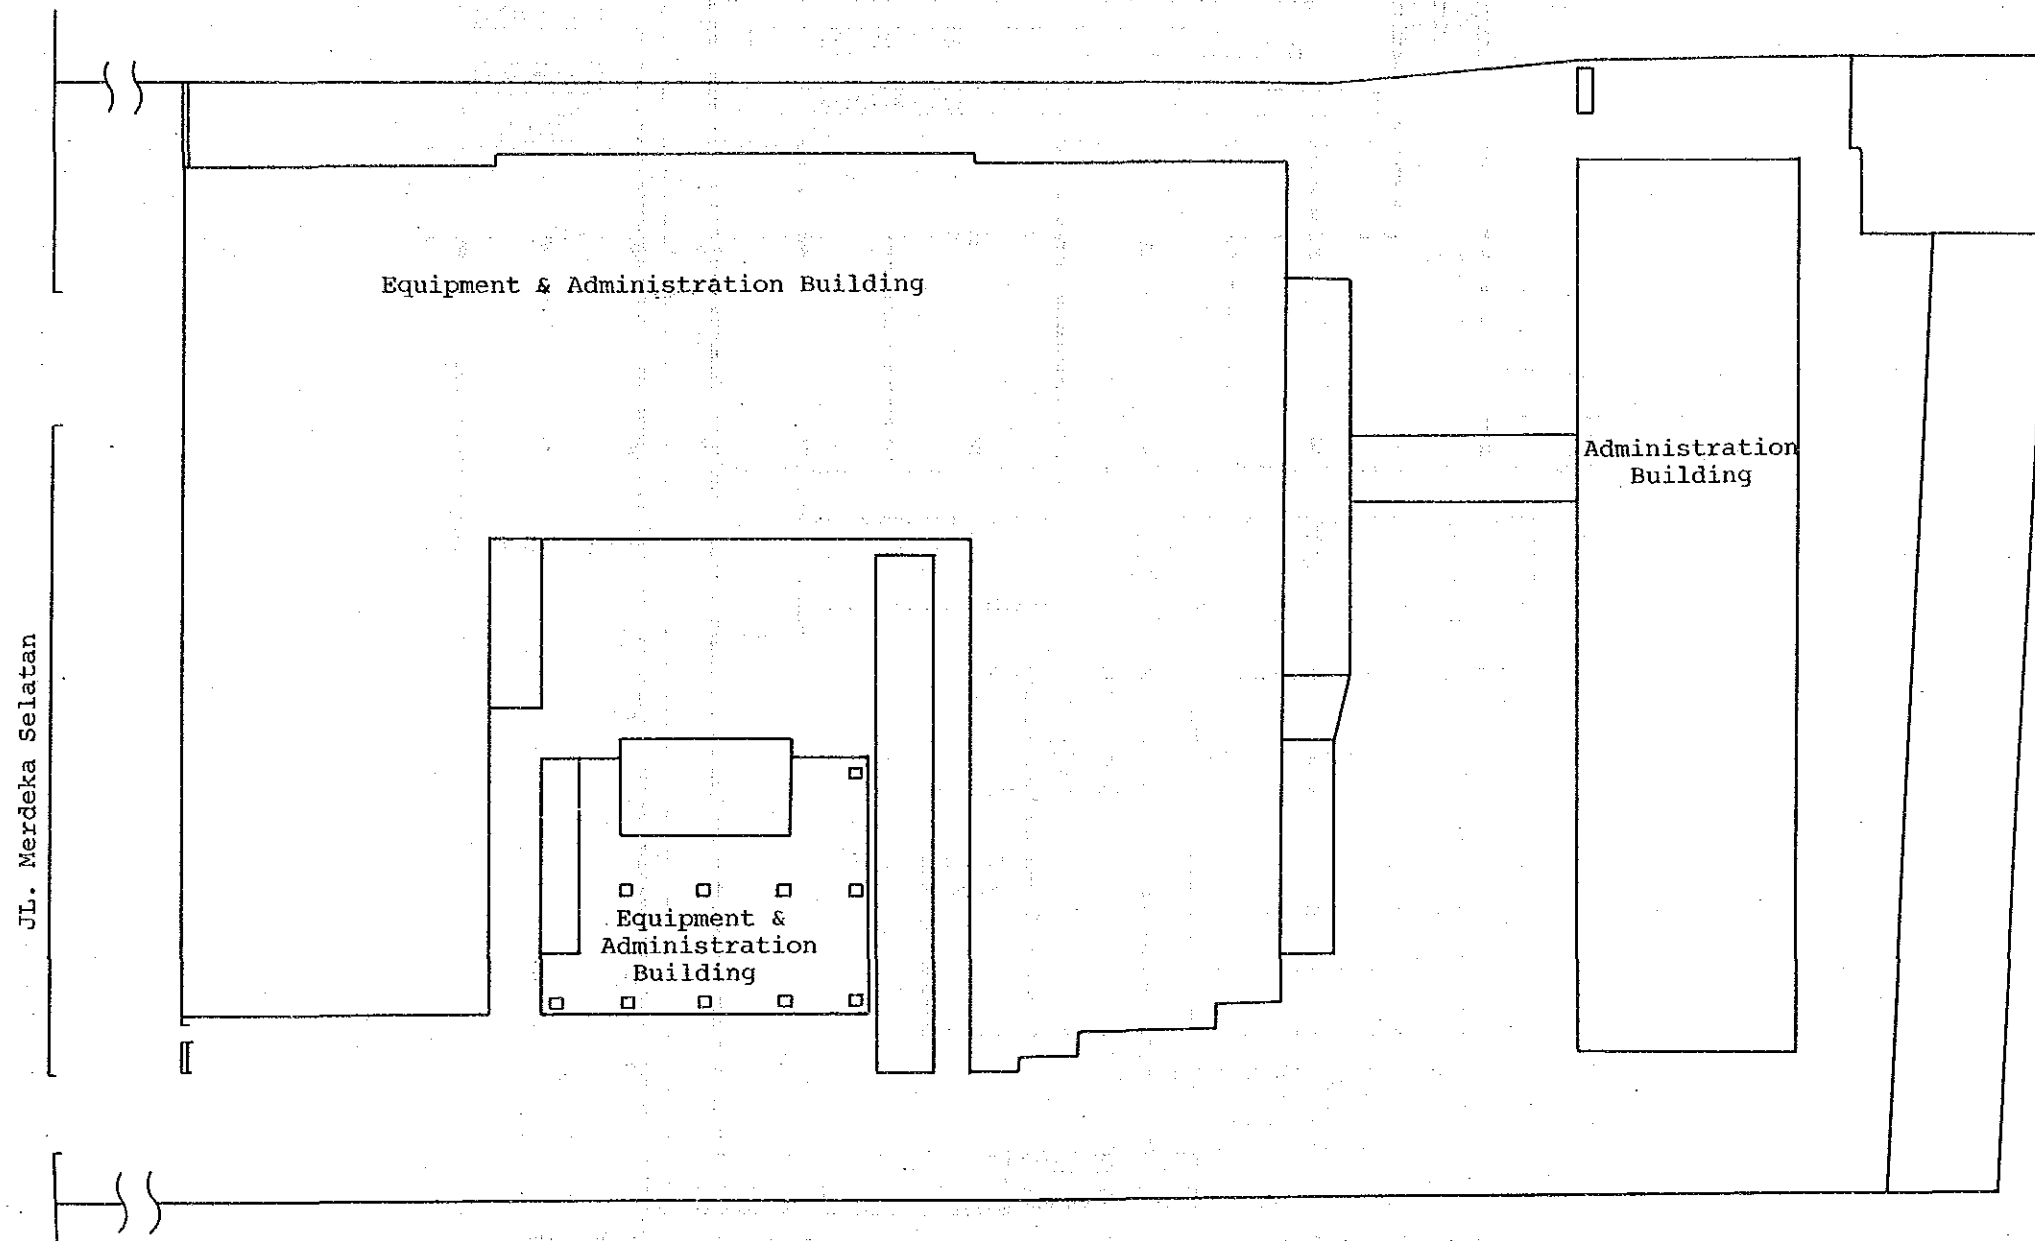 Equipment & Administration Building
Administration
Building
JL. Merdeka Selatan
Equipment &
Administration
Building